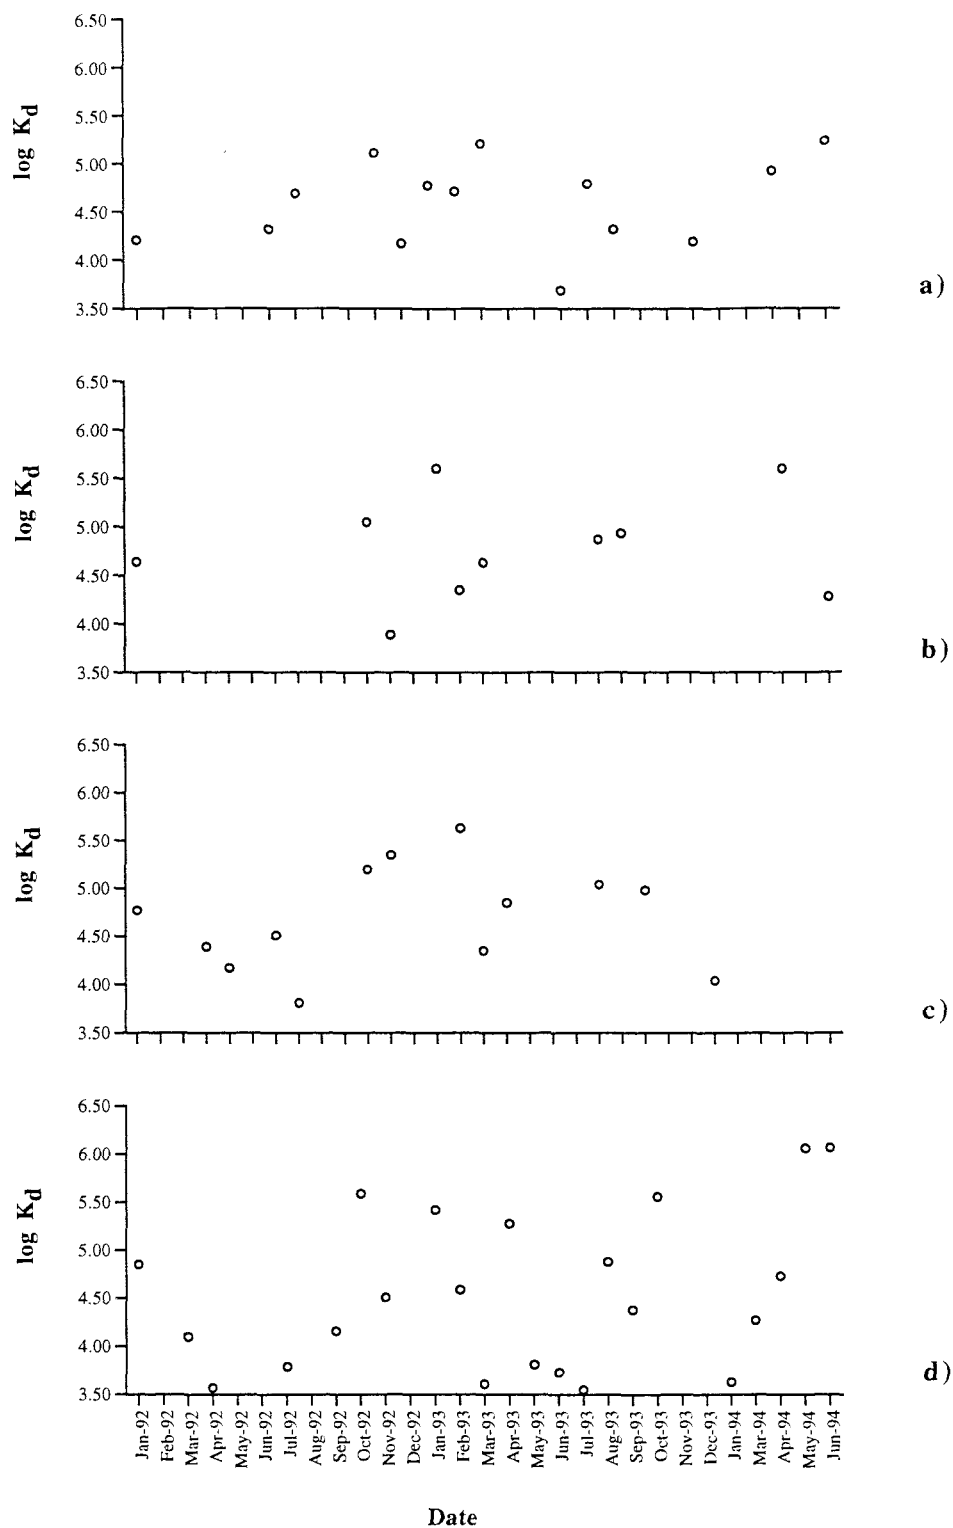 6.50
6.00
5.50
5.00
4.50
4.00
3.50
log Kd
a)
6.50
6.00
5.50
5.00
4.50
4.00
3.50
log Kd
b)
6.50
6.00
5.50
5.00
4.50
4.00
3.50
log Kd
c)
6.50
6.00
5.50
5.00
4.50
4.00
3.50
log Kd
d)
Jan-92
Feb-92
Mar-92
Apr-92
May-92
Jun-92
Jul-92
Aug-92
Sep-92
Oct-92
Nov-92
Dec-92
Jan-93
Feb-93
Mar-93
Apr-93
May-93
Jun-93
Jul-93
Aug-93
Sep-93
Oct-93
Nov-93
Dec-93
Jan-94
Mar-94
Apr-94
May-94
Jun-94
Date